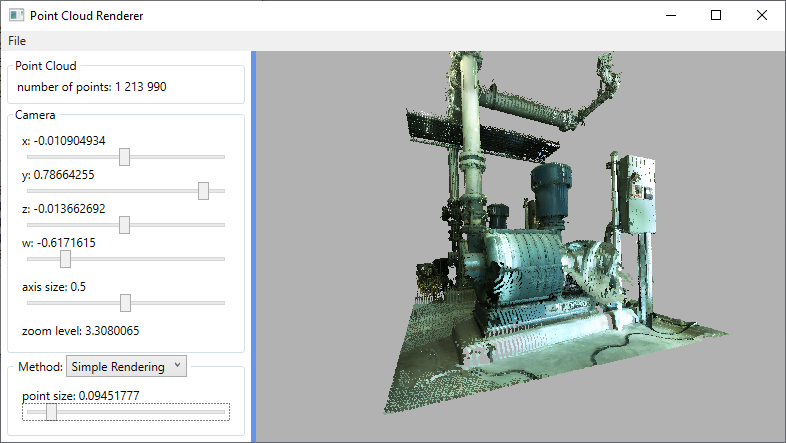 Point Cloud Renderer
File
Point Cloud
number of points: 1 213 990
Camera
x: -0.010904934
y: 0.78664255
z: -0.013662692
w: -0.6171615
axis size: 0.5
zoom level: 3.3080065
Method: Simple Rendering
point size: 0.09451777